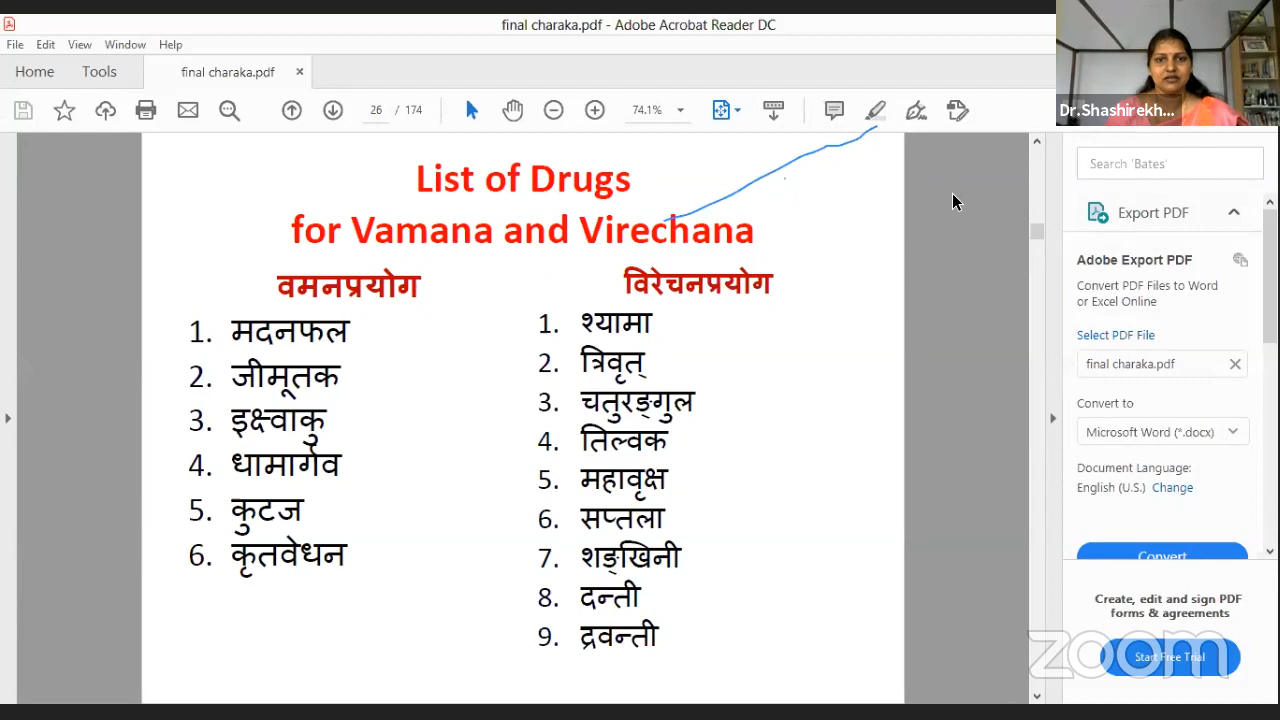 final charaka.pdf - Adobe Acrobat Reader DC
File Edit View Window Help
Home Tools final charaka.pdf ×
26 / 174 74.1%
List of Drugs
for Vamana and Virechana
वमनप्रयोग
1. मदनफल
2. जीमूतक
3. इक्ष्वाकु
4. धामार्गव
5. कुटज
6. कृतवेधन
विरेचनप्रयोग
1. श्यामा
2. त्रिवृत्
3. चतुरङ्गुल
4. तिल्वक
5. महावृक्ष
6. सप्तला
7. शङ्खिनी
8. दन्ती
9. द्रवन्ती
Dr.Shashirekh...
Search 'Bates'
Export PDF
Adobe Export PDF
Convert PDF Files to Word
or Excel Online
Select PDF File
final charaka.pdf
Convert to
Microsoft Word (*.docx)
Document Language:
English (U.S.) Change
Convert
Create, edit and sign PDF
forms & agreements
Start Free Trial
zoom